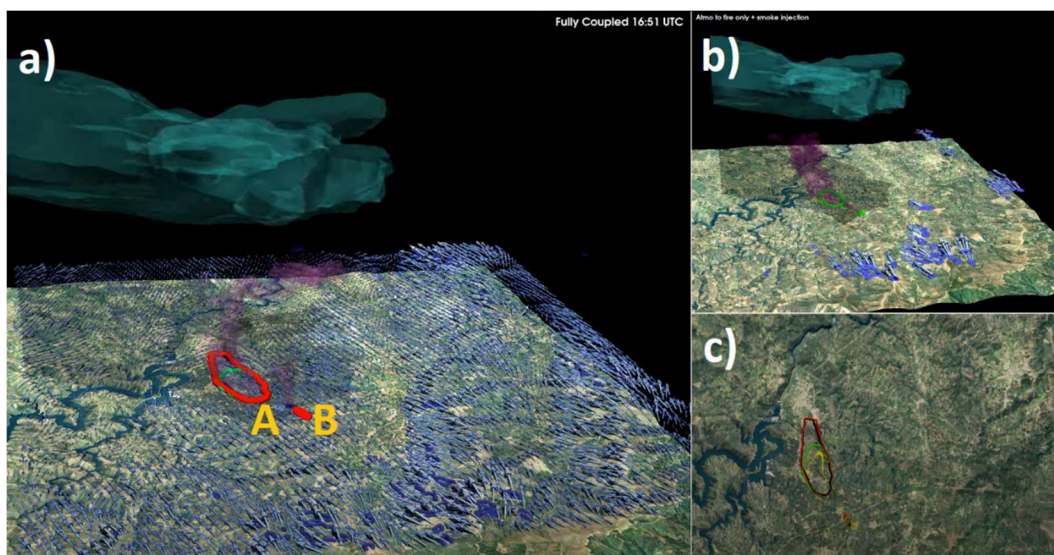 a)
Fully Coupled 16:51 UTC
A
B
b)
Atmo to fire only + smoke injection
c)